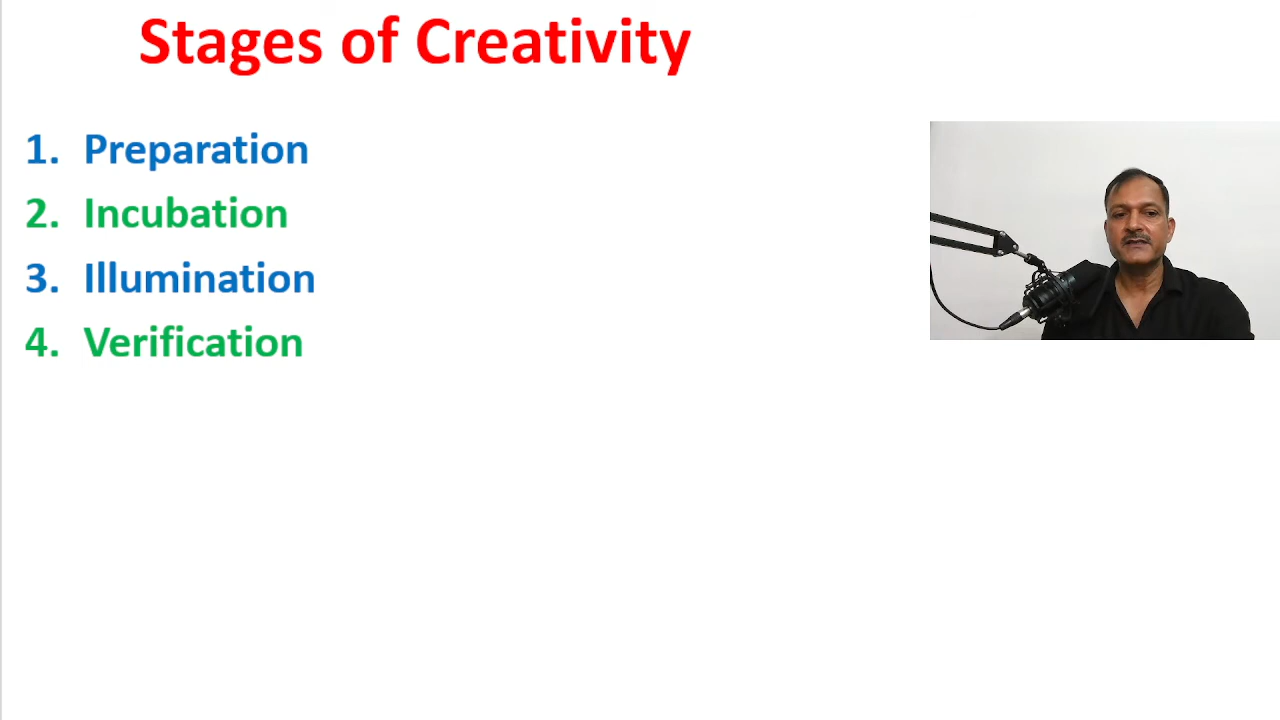 Stages of Creativity
1. Preparation
2. Incubation
3. Illumination
4. Verification